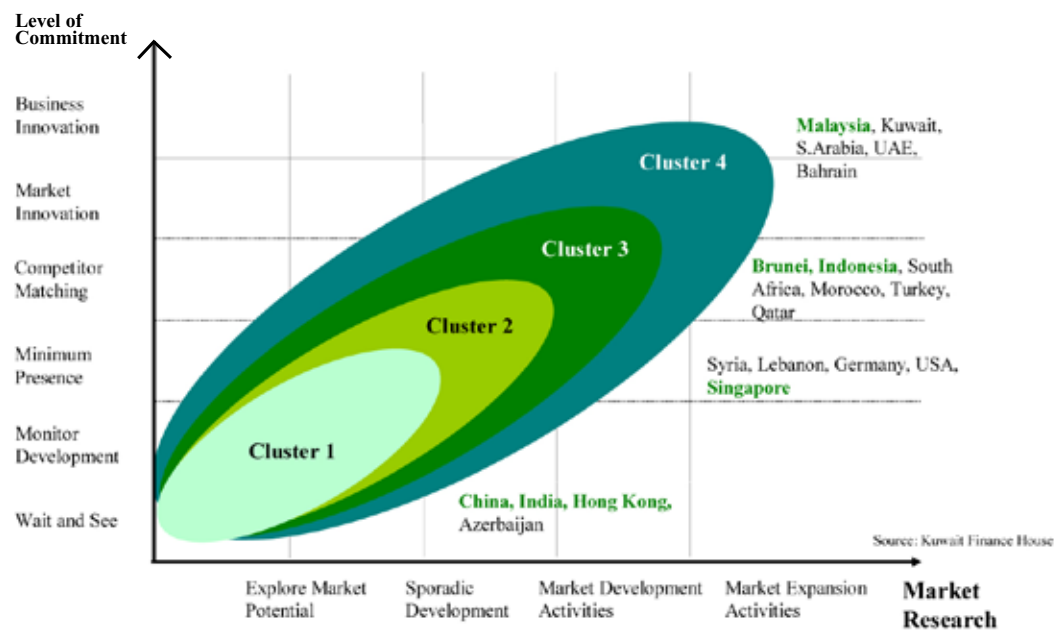 Level of
Commitment
Business
Innovation
Market
Innovation
Competitor
Matching
Minimum
Presence
Monitor
Development
Wait and See
Cluster 4
Cluster 3
Cluster 2
Cluster 1
Malaysia, Kuwait,
S.Arabia, UAE,
Bahrain
Brunei, Indonesia, South
Africa, Morocco, Turkey,
Qatar
Syria, Lebanon, Germany, USA,
Singapore
China, India, Hong Kong,
Azerbaijan
Source: Kuwait Finance House
Explore Market
Potential
Sporadic
Development
Market Development
Activities
Market Expansion
Activities
Market
Research